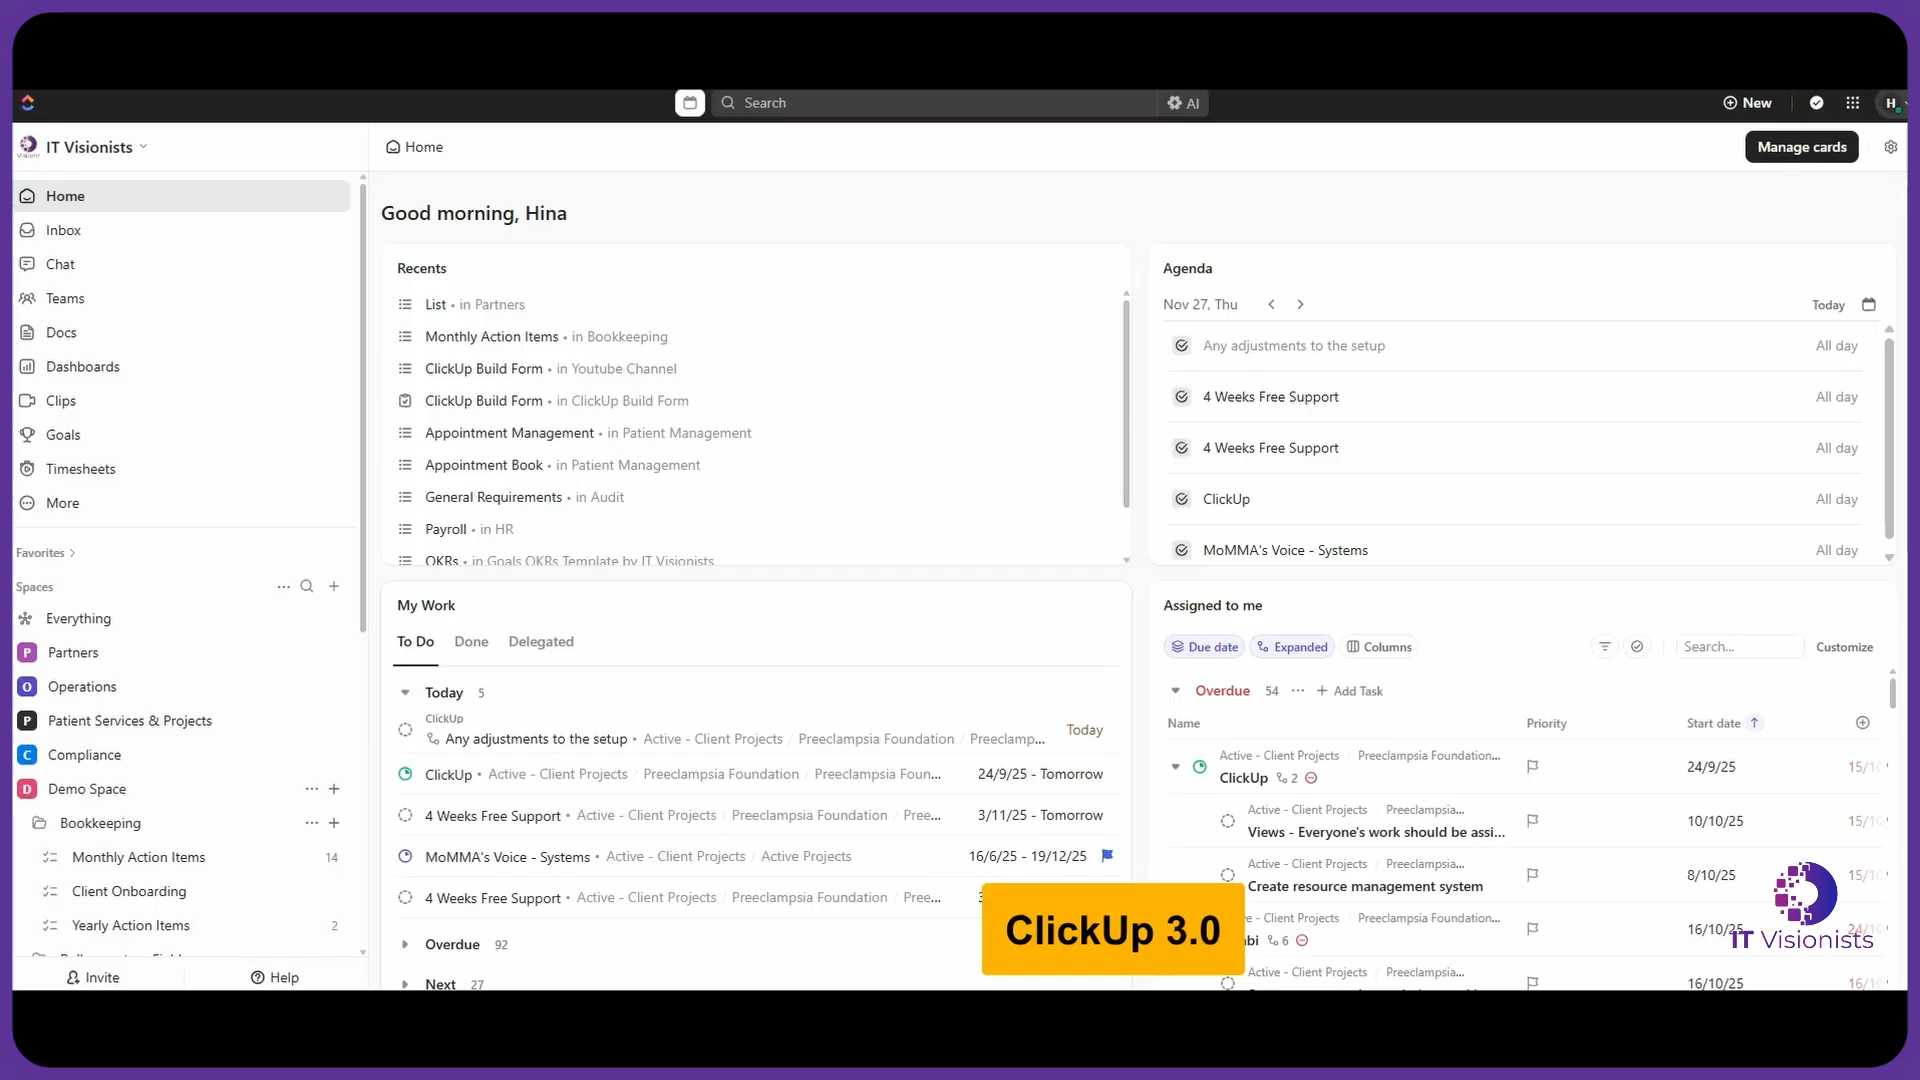 Search
AI
New
H
IT Visionists
Home
Manage cards
Home
Inbox
Chat
Teams
Docs
Dashboards
Clips
Goals
Timesheets
More
Favorites
Spaces
Everything
P Partners
O Operations
P Patient Services & Projects
C Compliance
D Demo Space
Bookkeeping
Monthly Action Items 14
Client Onboarding
Yearly Action Items 2
Invite
Help
Good morning, Hina
Recents
List • in Partners
Monthly Action Items • in Bookkeeping
ClickUp Build Form • in Youtube Channel
ClickUp Build Form • in ClickUp Build Form
Appointment Management • in Patient Management
Appointment Book • in Patient Management
General Requirements • in Audit
Payroll • in HR
OKRs • in Goals OKRs Template by IT Visionists
Agenda
Nov 27, Thu
Today
Any adjustments to the setup All day
4 Weeks Free Support All day
4 Weeks Free Support All day
ClickUp All day
MoMMA's Voice - Systems All day
My Work
To Do Done Delegated
Today 5
ClickUp
Any adjustments to the setup • Active - Client Projects / Preeclampsia Foundation / Preeclamp... Today
ClickUp • Active - Client Projects / Preeclampsia Foundation / Preeclampsia Foun... 24/9/25 - Tomorrow
4 Weeks Free Support • Active - Client Projects / Preeclampsia Foundation / Pree... 3/11/25 - Tomorrow
MoMMA's Voice - Systems • Active - Client Projects / Active Projects 16/6/25 - 19/12/25
4 Weeks Free Support • Active - Client Projects / Preeclampsia Foundation / Pree...
Overdue 92
Next 27
Assigned to me
Due date Expanded Columns Search... Customize
Overdue 54 ... + Add Task
Name Priority Start date
Active - Client Projects / Preeclampsia Foundation...
ClickUp 2 24/9/25
Active - Client Projects Preeclampsia...
Views - Everyone's work should be assi... 10/10/25
Active - Client Projects Preeclampsia...
Create resource management system 8/10/25
Client Projects Preeclampsia Foundation...
6 16/10/25
Active - Client Projects Preeclampsia...
16/10/25
ClickUp 3.0
IT Visionists